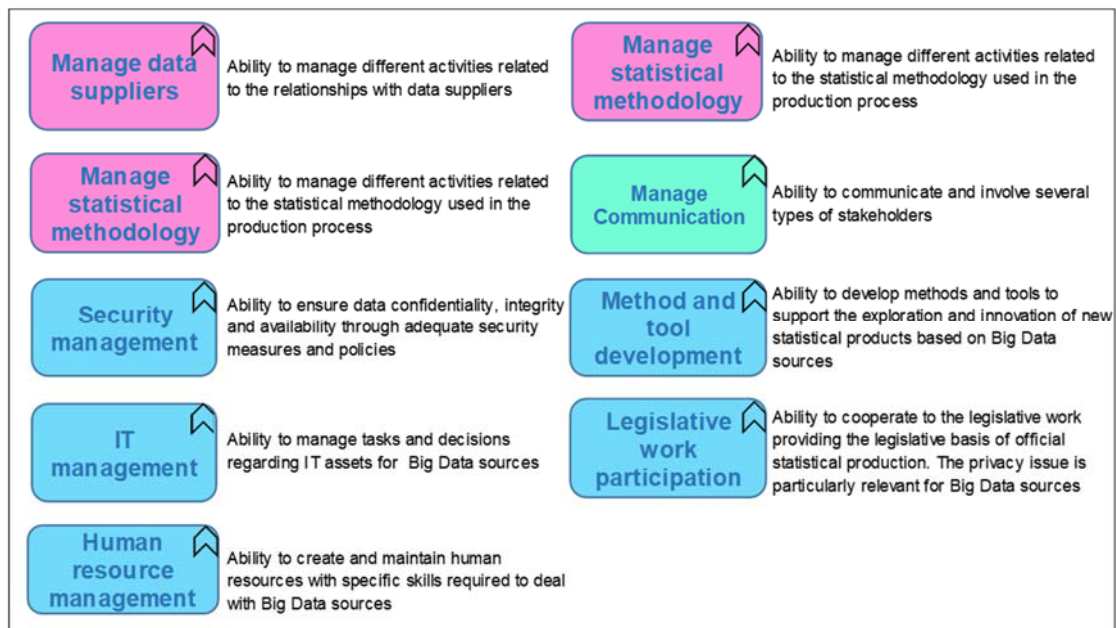 Manage data
suppliers
Ability to manage different activities related
to the relationships with data suppliers
Manage
statistical
methodology
Ability to manage different activities related
to the statistical methodology used in the
production process
Manage
statistical
methodology
Ability to manage different activities related
to the statistical methodology used in the
production process
Manage
Communication
Ability to communicate and involve several
types of stakeholders
Security
management
Ability to ensure data confidentiality, integrity
and availability through adequate security
measures and policies
Method and
tool
development
Ability to develop methods and tools to
support the exploration and innovation of new
statistical products based on Big Data
sources
IT
management
Ability to manage tasks and decisions
regarding IT assets for Big Data sources
Legislative
work
participation
Ability to cooperate to the legislative work
providing the legislative basis of official
statistical production. The privacy issue is
particularly relevant for Big Data sources
Human
resource
management
Ability to create and maintain human
resources with specific skills required to deal
with Big Data sources